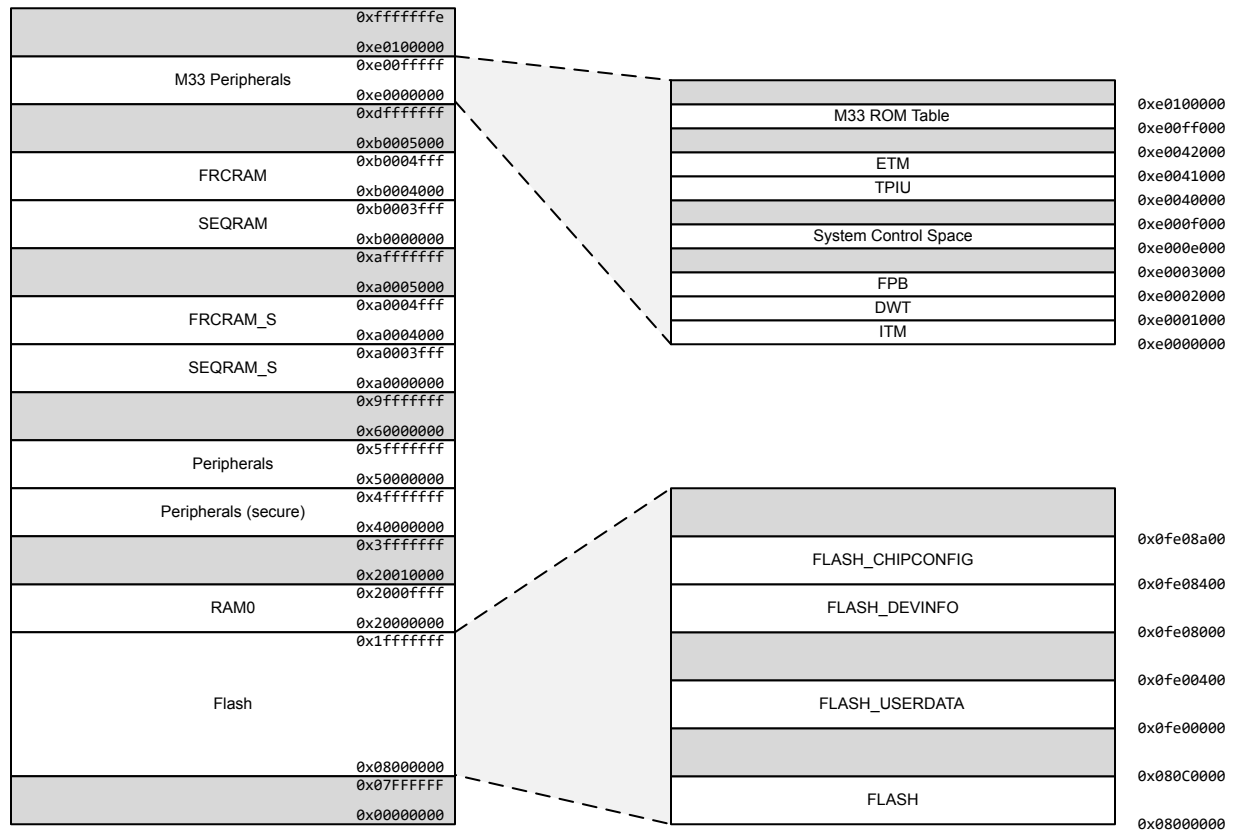 0xfffffffe
0xe0100000
0xe00fffff
M33 Peripherals
0xe0000000
0xdfffffff
0xb0005000
0xb0004fff
FRCRAM
0xb0004000
0xb0003fff
SEQRAM
0xb0000000
0xafffffff
0xa0005000
0xa0004fff
FRCRAM_S
0xa0004000
0xa0003fff
SEQRAM_S
0xa0000000
0x9fffffff
0x60000000
0x5fffffff
Peripherals
0x50000000
0x4fffffff
Peripherals (secure)
0x40000000
0x3fffffff
0x20010000
0x2000ffff
RAM0
0x20000000
0x1fffffff
Flash
0x08000000
0x07FFFFFF
0x00000000
0xe0100000
M33 ROM Table
0xe00ff000
0xe0042000
ETM
0xe0041000
TPIU
0xe0040000
0xe000f000
System Control Space
0xe000e000
0xe0003000
FPB
0xe0002000
DWT
0xe0001000
ITM
0xe0000000
0x0fe08a00
FLASH_CHIPCONFIG
0x0fe08400
FLASH_DEVINFO
0x0fe08000
0x0fe00400
FLASH_USERDATA
0x0fe00000
0x080C0000
FLASH
0x08000000